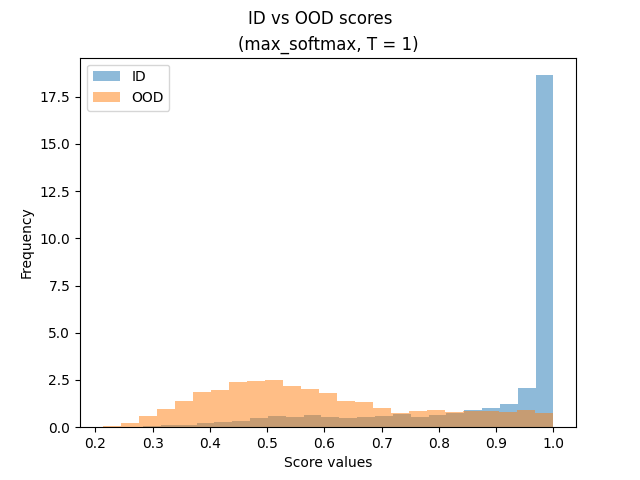 ID vs OOD scores
(max_softmax, T = 1)
ID
OOD
17.5
15.0
12.5
10.0
7.5
5.0
2.5
0.0
Frequency
0.2 0.3 0.4 0.5 0.6 0.7 0.8 0.9 1.0
Score values